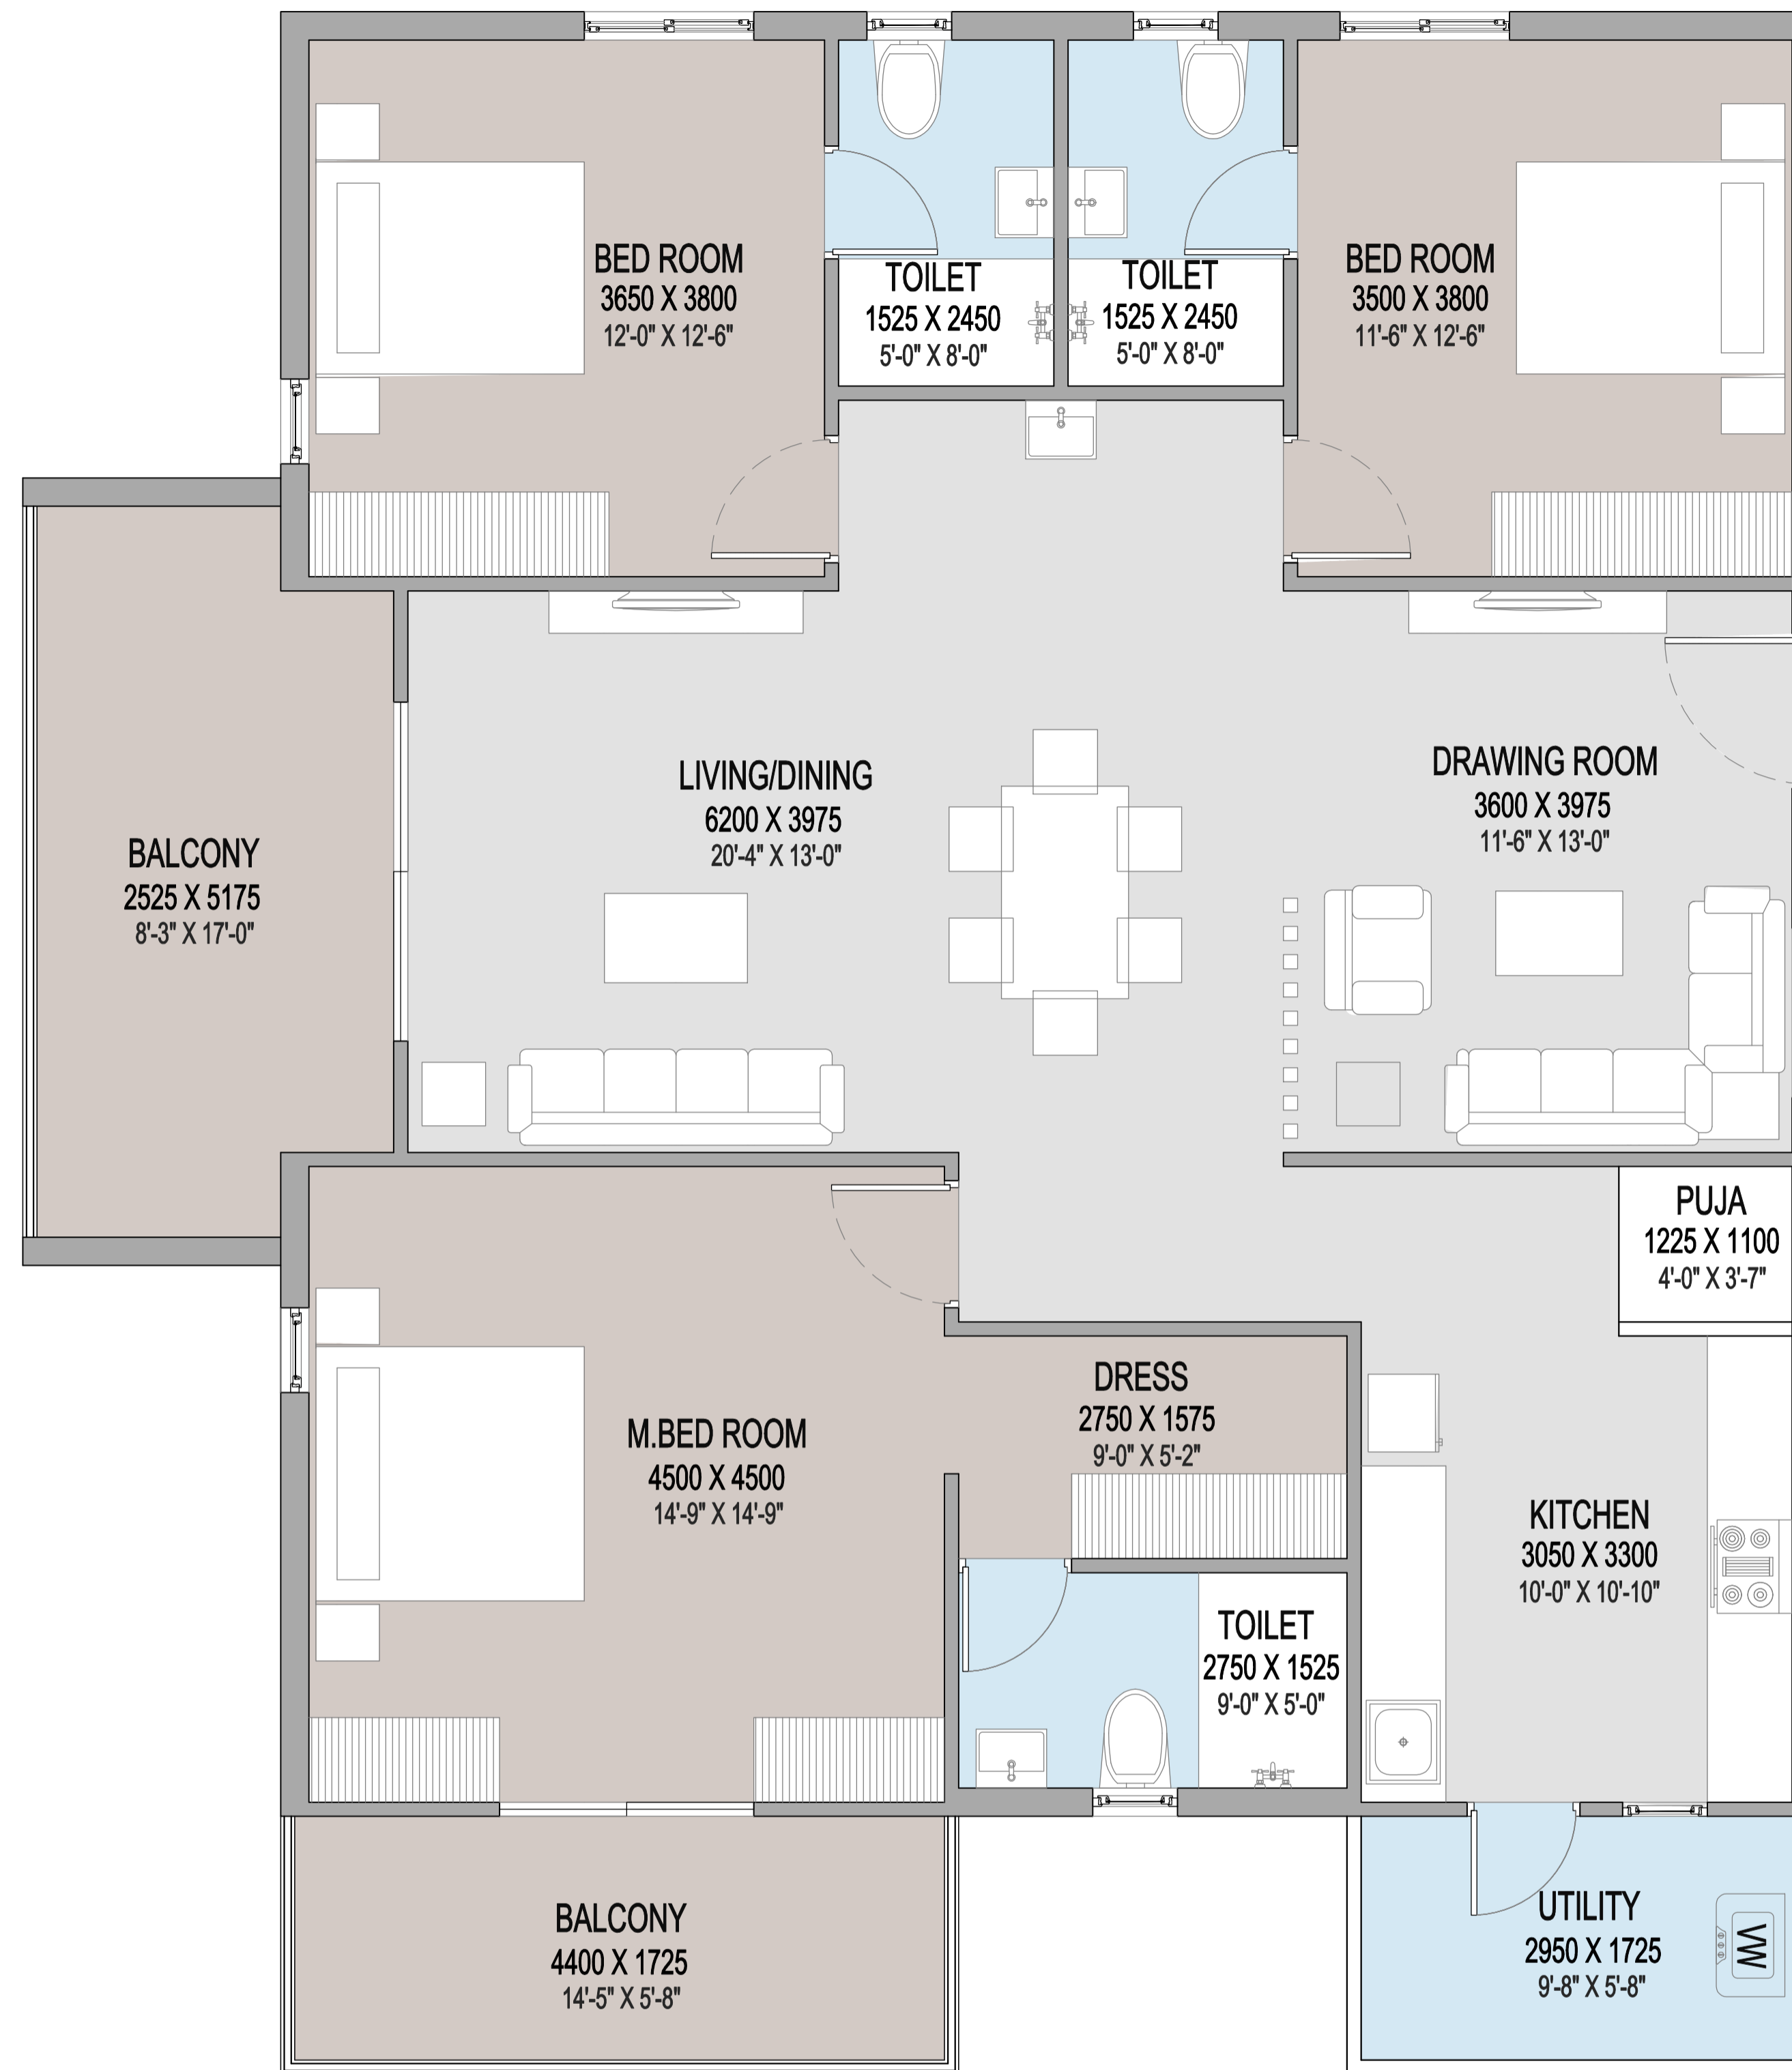 BED ROOM
3650 X 3800
12'-0" X 12'-6"
TOILET
1525 X 2450
5'-0" X 8'-0"
TOILET
1525 X 2450
5'-0" X 8'-0"
BED ROOM
3500 X 3800
11'-6" X 12'-6"
BALCONY
2525 X 5175
8'-3" X 17'-0"
LIVING/DINING
6200 X 3975
20'-4" X 13'-0"
DRAWING ROOM
3600 X 3975
11'-6" X 13'-0"
PUJA
1225 X 1100
4'-0" X 3'-7"
M.BED ROOM
4500 X 4500
14'-9" X 14'-9"
DRESS
2750 X 1575
9'-0" X 5'-2"
KITCHEN
3050 X 3300
10'-0" X 10'-10"
TOILET
2750 X 1525
9'-0" X 5'-0"
BALCONY
4400 X 1725
14'-5" X 5'-8"
UTILITY
2950 X 1725
9'-8" X 5'-8"
WM